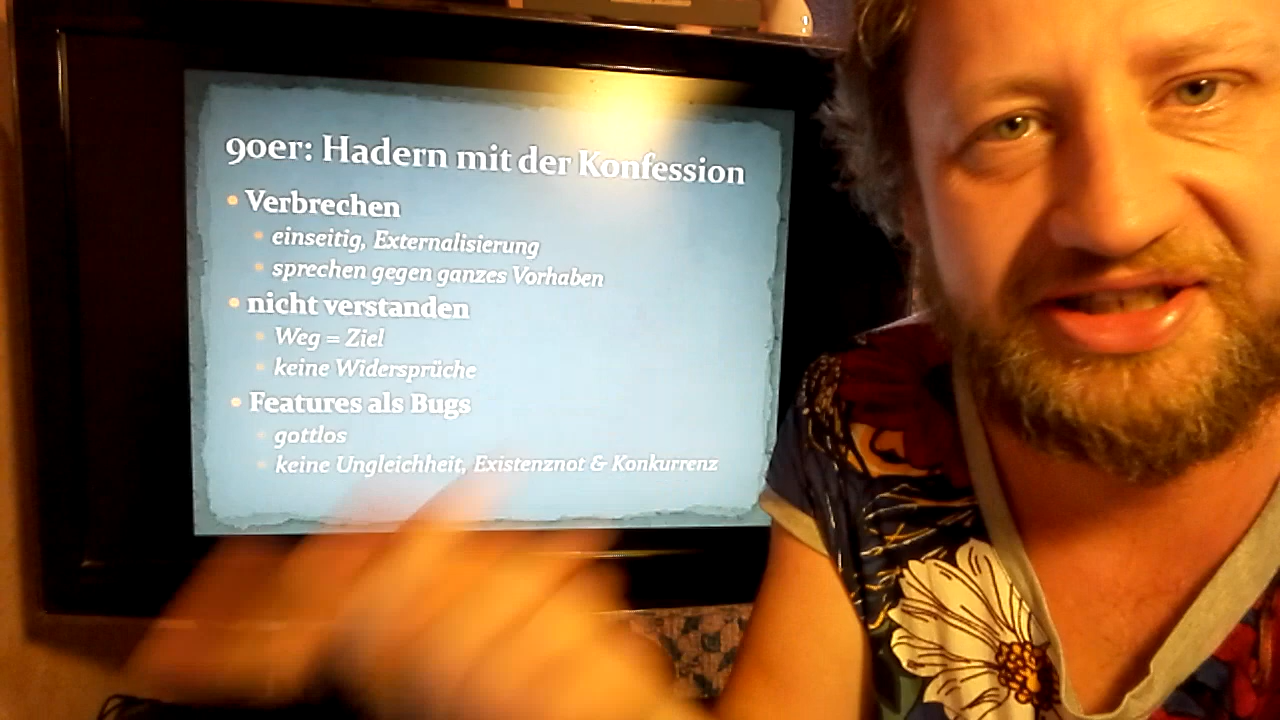 90er: Hadern mit der Konfession
• Verbrechen
• einseitig, Externalisierung
• sprechen gegen ganzes Vorhaben
• nicht verstanden
• Weg = Ziel
• keine Widersprüche
• Features als Bugs
• gottlos
• keine Ungleichheit, Existenznot & Konkurrenz